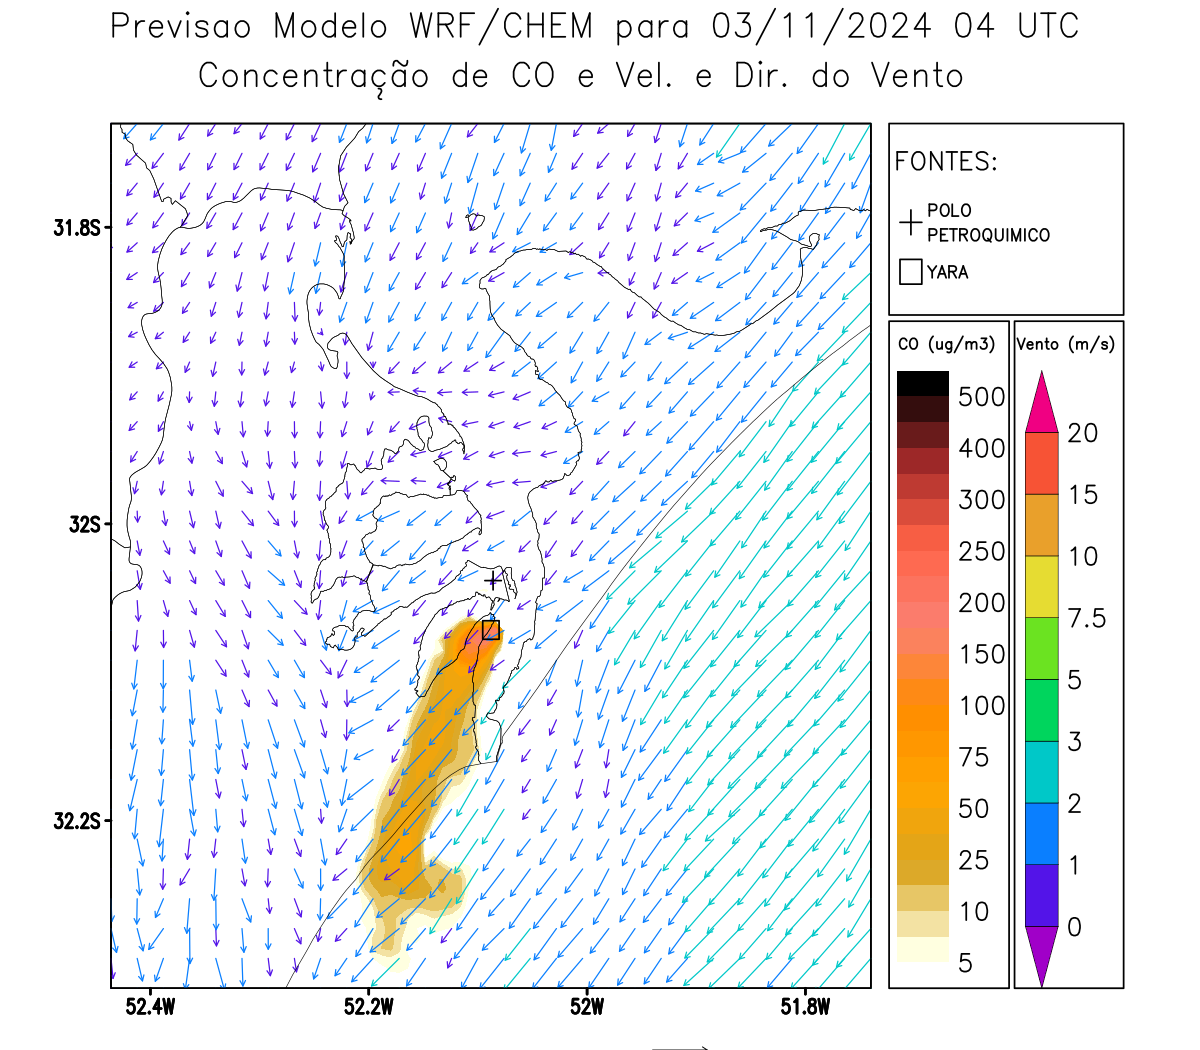 Previsao Modelo WRF/CHEM para 03/11/2024 04 UTC
Concentração de CO e Vel. e Dir. do Vento
FONTES:
POLO
PETROQUIMICO
YARA
CO (ug/m3)
500
400
300
250
200
150
100
75
50
25
10
5
Vento (m/s)
20
15
10
7.5
5
3
2
1
0
31.8S
32S
32.2S
52.4W
52.2W
52W
51.8W